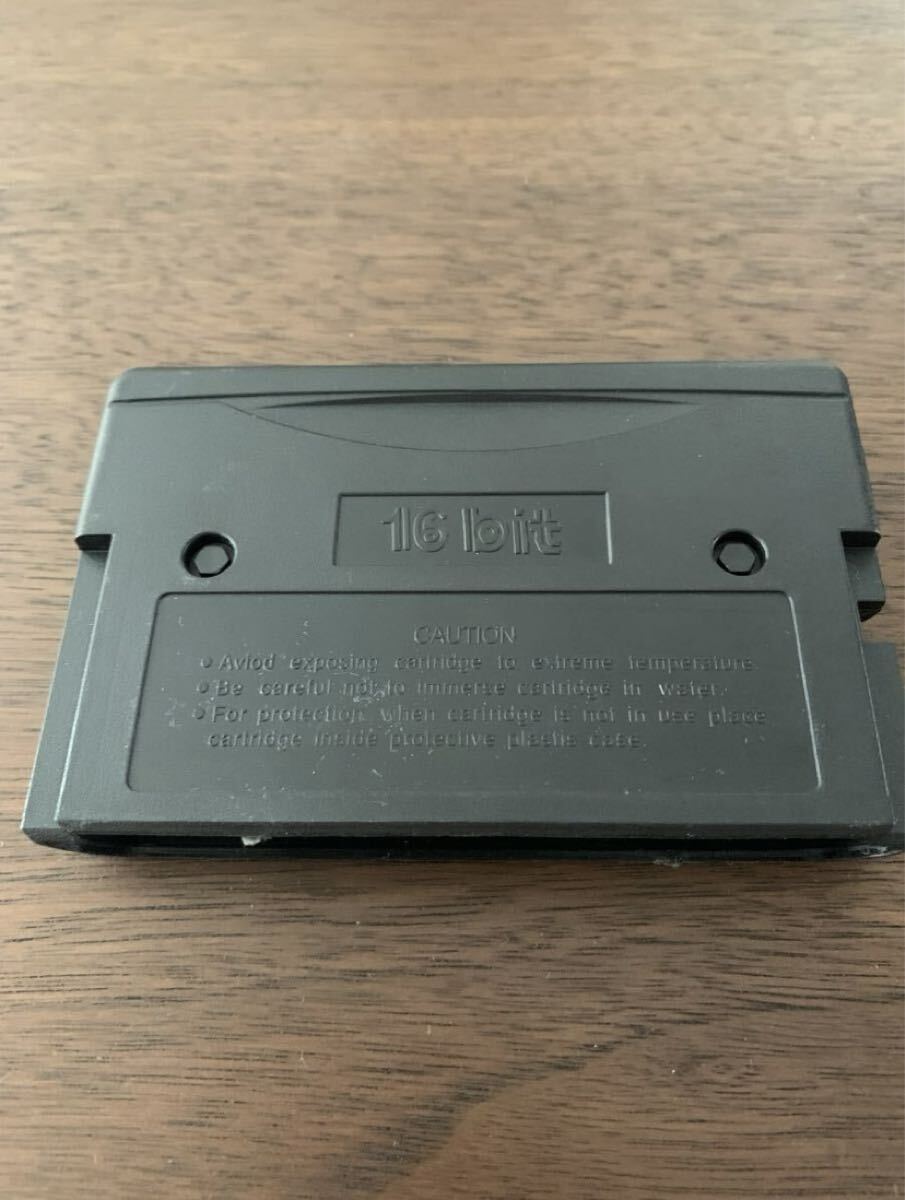 16 bit
CAUTION
• Aviod exposing cartridge to extreme temperature.
• Be careful not to immerse cartridge in water.
• For protection, when cartridge is not in use place
cartridge inside protective plastis case.